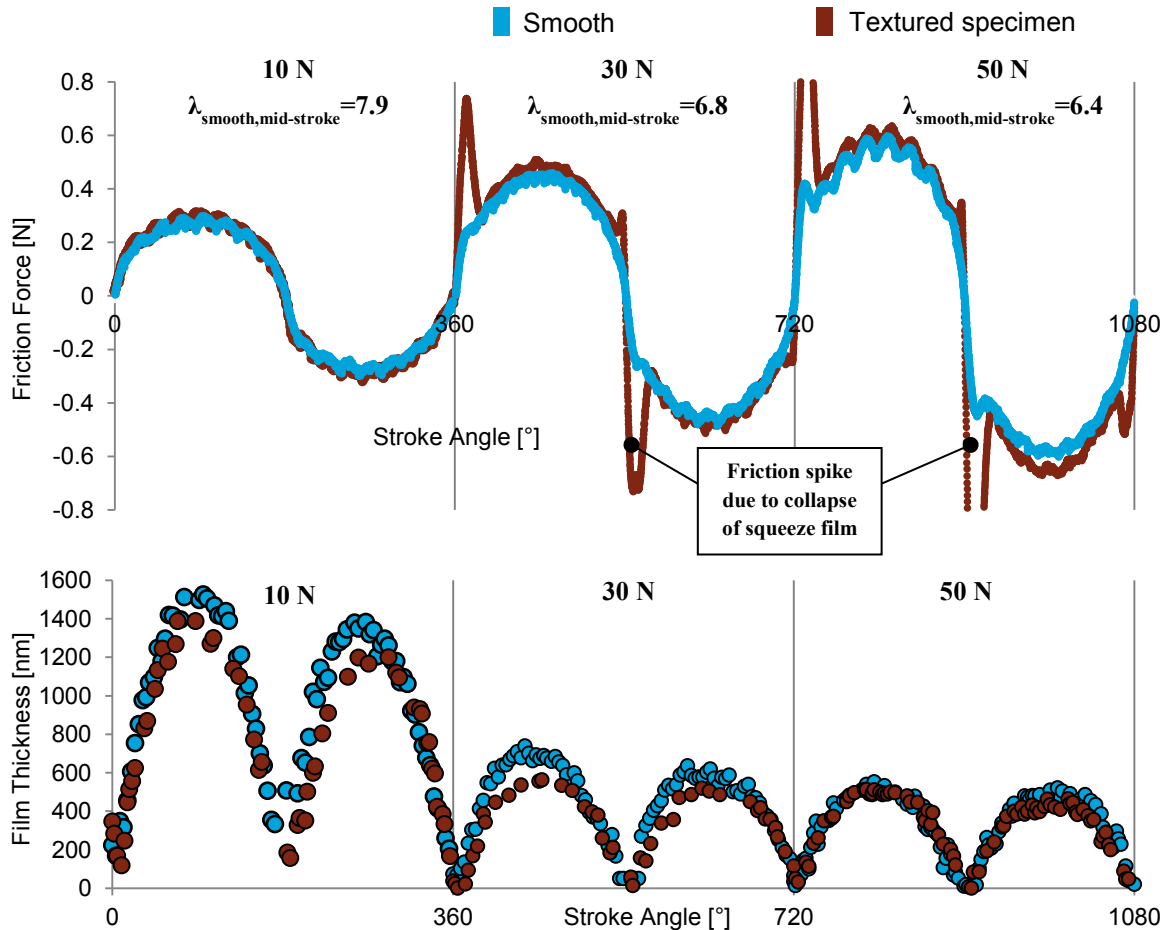 Smooth
Textured specimen
10 N
30 N
50 N
λsmooth,mid-stroke=7.9
λsmooth,mid-stroke=6.8
λsmooth,mid-stroke=6.4
0.8
0.6
0.4
0.2
0
-0.2
-0.4
-0.6
-0.8
Friction Force [N]
0
360
720
1080
Stroke Angle [°]
Friction spike
due to collapse
of squeeze film
10 N
30 N
50 N
1600
1400
1200
1000
800
600
400
200
0
Film Thickness [nm]
0
360
720
1080
Stroke Angle [°]